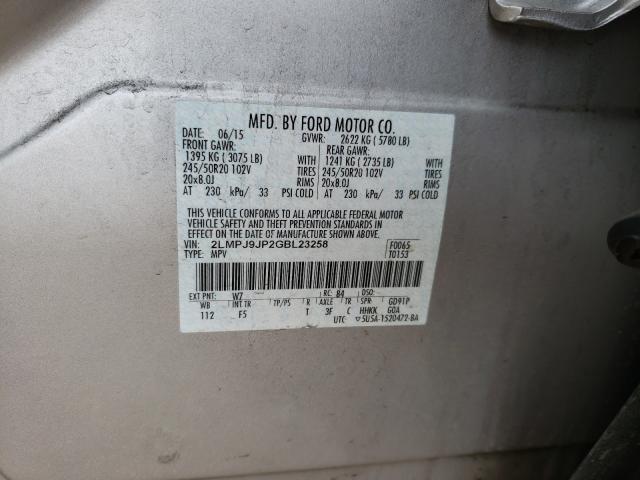 MFD. BY FORD MOTOR CO.
DATE: 06/15 GVWR: 2622 KG ( 5780 LB)
FRONT GAWR: REAR GAWR:
1395 KG ( 3075 LB) WITH 1241 KG ( 2735 LB) WITH
245/50R20 102V TIRES 245/50R20 102V TIRES
20x8.0J RIMS 20x8.0J RIMS
AT 230 kPa/ 33 PSI COLD AT 230 kPa/ 33 PSI COLD
THIS VEHICLE CONFORMS TO ALL APPLICABLE FEDERAL MOTOR
VEHICLE SAFETY AND THEFT PREVENTION STANDARDS IN
EFFECT ON THE DATE OF MANUFACTURE SHOWN ABOVE.
VIN: 2LMPJ9JP2GBL23258 F0065
TYPE: MPV T0153
EXT PNT: W7 RC: 84 DSO:
WB INT TR TP/PS R AXLE TR SPR GD91P
112 F5 1 3F C HHKK G0A
UTC ▽5U5A-1520472-BA